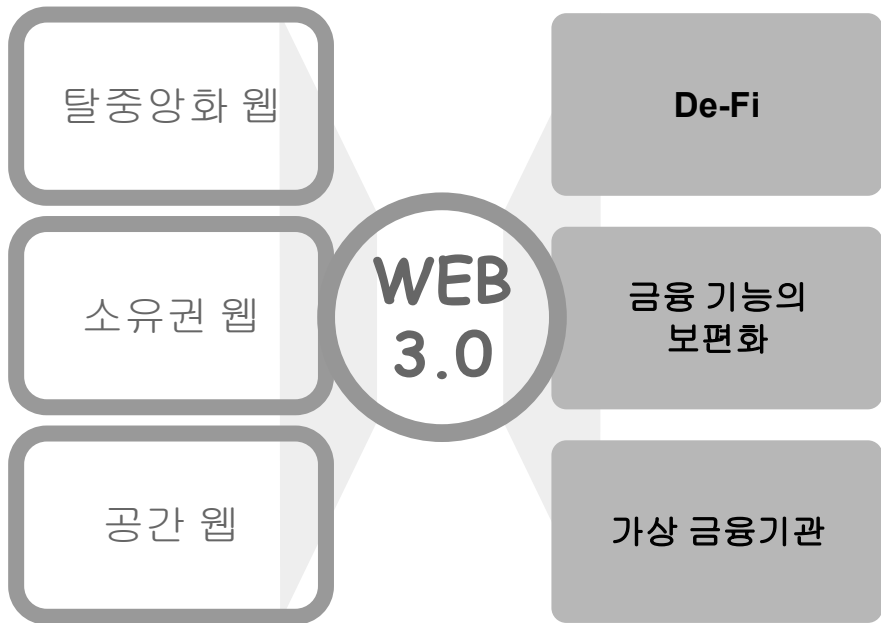 탈중앙화 웹
소유권 웹
공간 웹
WEB
3.0
De-Fi
금융 기능의
보편화
가상 금융기관